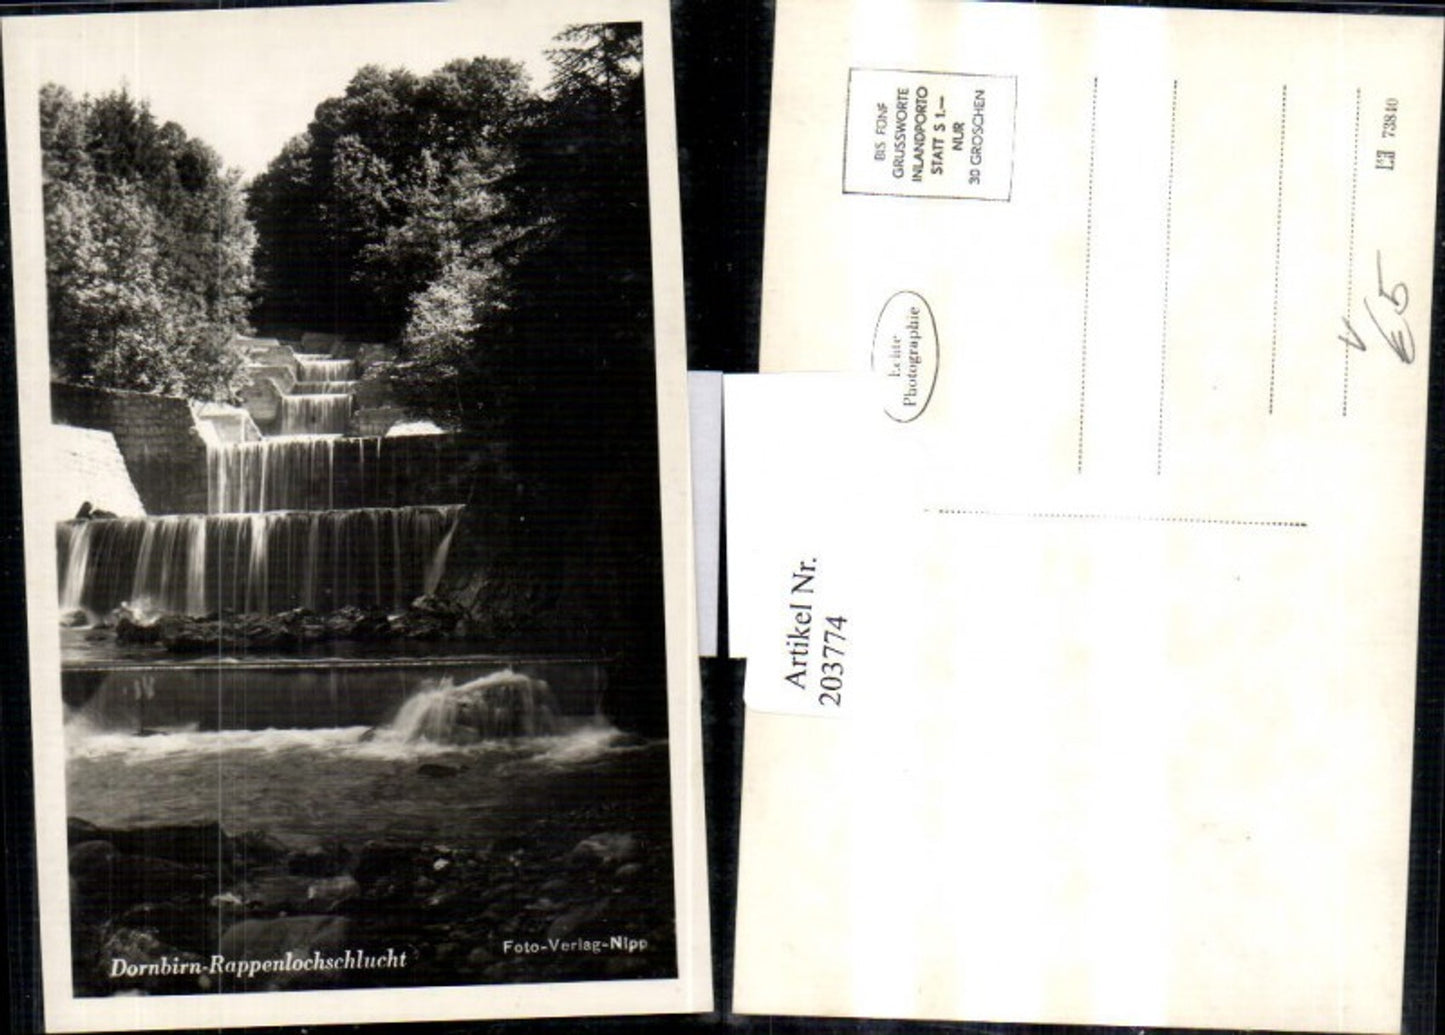 Dornbirn-Rappenlochschlucht
Foto-Verlag-Nipp
BIS FÜNF
GRUSSWORTE
INLANDPORTO
STATT S 1.—
NUR
30 GROSCHEN
Echte
Photographie
73840
€5
Artikel Nr.
203774